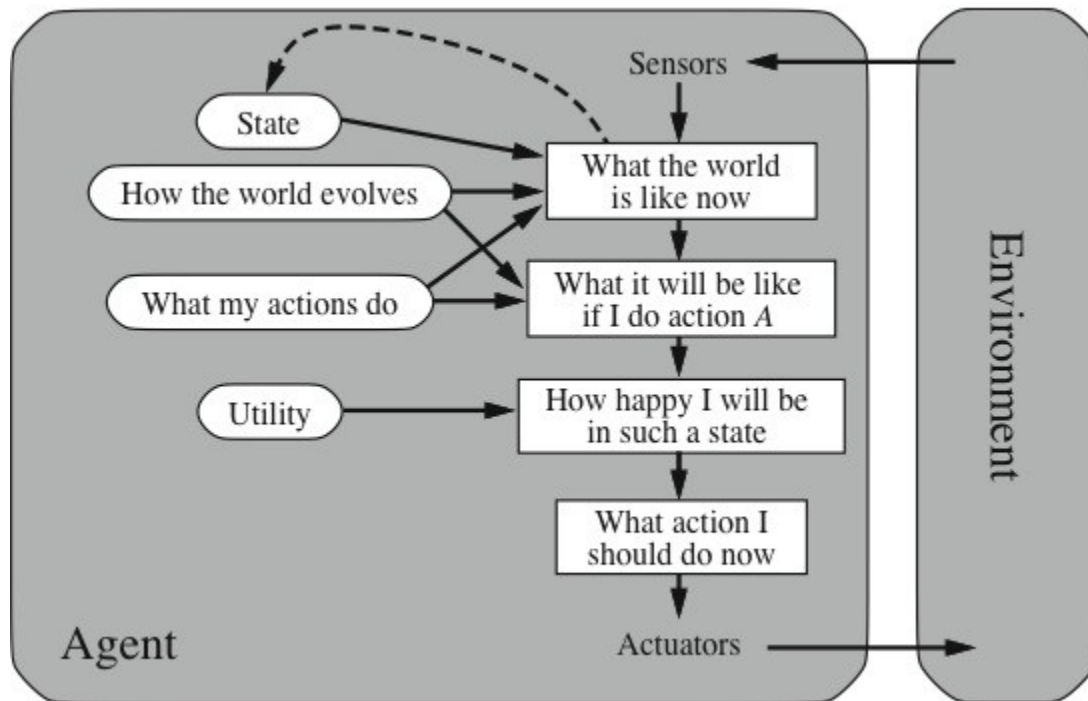 Sensors
State
What the world
is like now
How the world evolves
What it will be like
if I do action A
What my actions do
How happy I will be
in such a state
Utility
What action I
should do now
Agent
Actuators
Environment